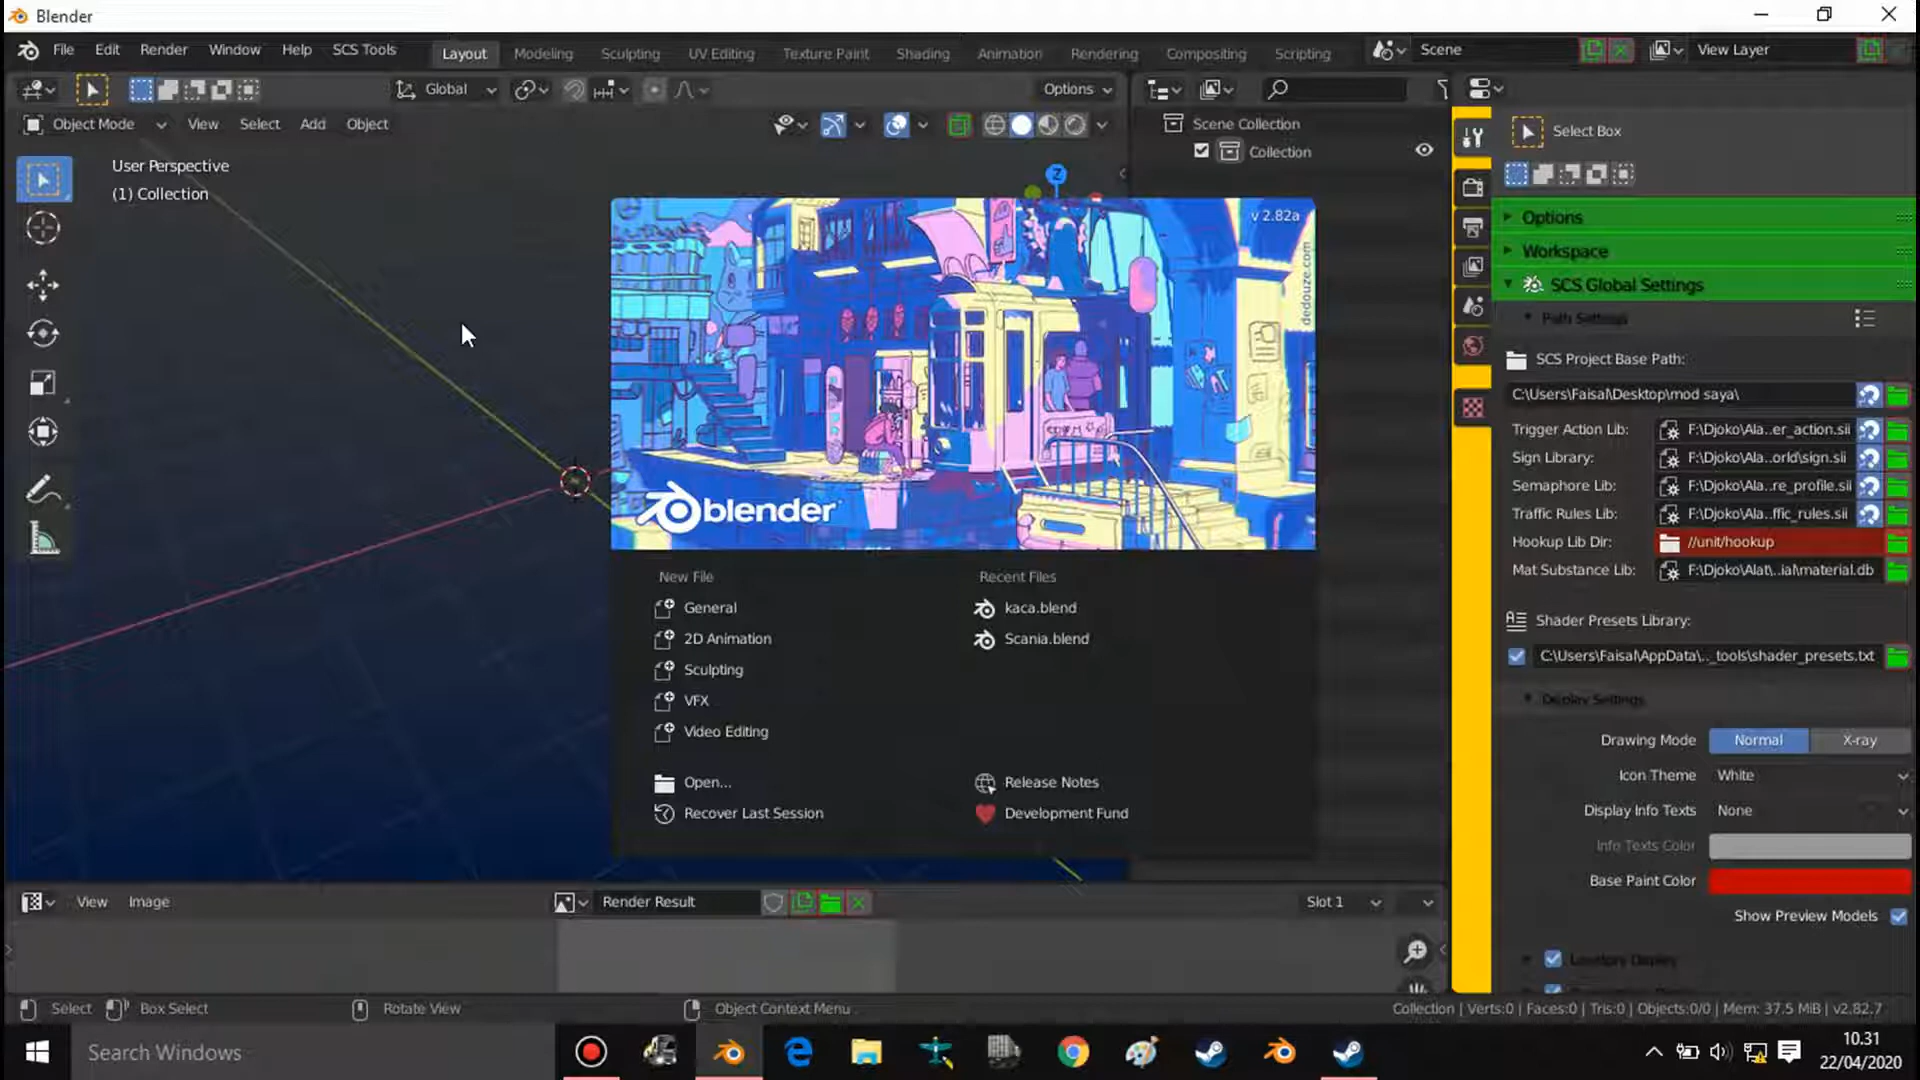 Blender
File Edit Render Window Help SCS Tools Layout Modeling Sculpting UV Editing Texture Paint Shading Animation Rendering Compositing Scripting Scene View Layer
Global Options
Object Mode View Select Add Object
User Perspective
(1) Collection
Z
Scene Collection
Collection
Select Box
Options
Workspace
SCS Global Settings
Path Settings
SCS Project Base Path:
C:\Users\Faisal\Desktop\mod saya\
Trigger Action Lib: F:\Djoko\Ala..er_action.sii
Sign Library: F:\Djoko\Ala..orld\sign.sii
Semaphore Lib: F:\Djoko\Ala..re_profile.sii
Traffic Rules Lib: F:\Djoko\Ala..ffic_rules.sii
Hookup Lib Dir: //unit/hookup
Mat Substance Lib: F:\Djoko\Alat\..ial\material.db
Shader Presets Library:
C:\Users\Faisal\AppData\.._tools\shader_presets.txt
Display Settings
Drawing Mode Normal X-ray
Icon Theme White
Display Info Texts None
Info Texts Color
Base Paint Color
Show Preview Models
v 2.82a
dedouze.com
blender
New File
General
2D Animation
Sculpting
VFX
Video Editing
Open...
Recover Last Session
Recent Files
kaca.blend
Scania.blend
Release Notes
Development Fund
View Image Render Result Slot 1
Select Box Select Rotate View Object Context Menu
Collection | Verts:0 | Faces:0 | Tris:0 | Objects:0/0 | Mem: 37.5 MiB | v2.82.7
Search Windows
10.31
22/04/2020